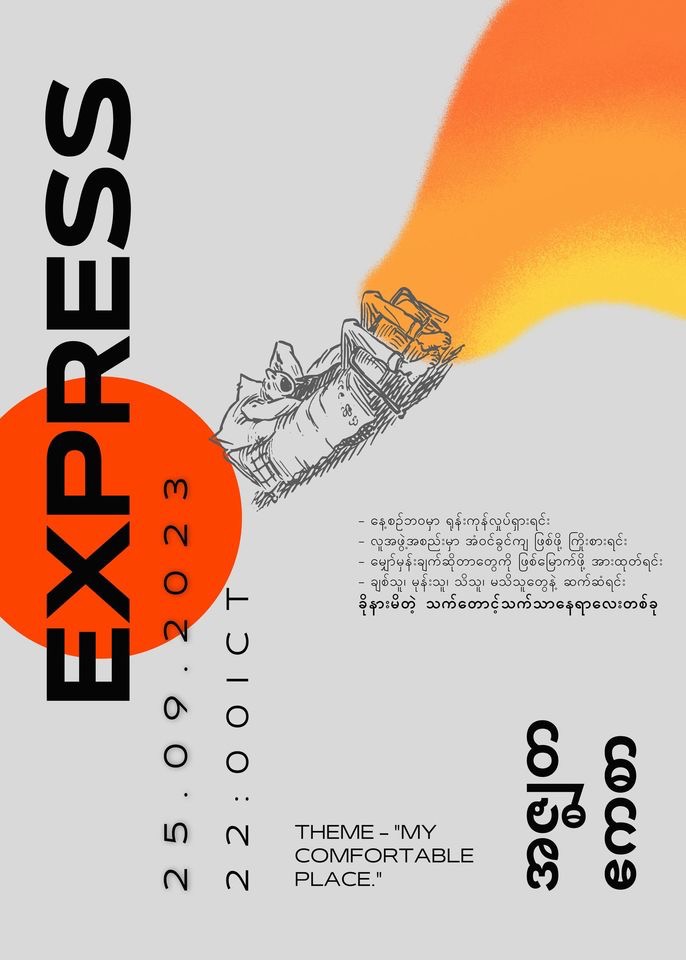 EXPRESS
25.09.2023
22:00ICT
– နေ့စဉ်ဘဝမှာ ရုန်းကုန်လှုပ်ရှားရင်း
– လူအဖွဲ့အစည်းမှာ အံဝင်ခွင်ကျ ဖြစ်ဖို့ ကြိုးစားရင်း
– မျှော်မှန်းချက်ဆိုတာတွေကို ဖြစ်မြောက်ဖို့ အားထုတ်ရင်း
– ချစ်သူ၊ မုန်းသူ၊ သိသူ၊ မသိသူတွေနဲ့ ဆက်ဆံရင်း
ခိုနားမိတဲ့ သက်တောင့်သက်သာနေရာလေးတစ်ခု
THEME – "MY
COMFORTABLE
PLACE."
အဇ္ဈတ္တ
ဧကစာ